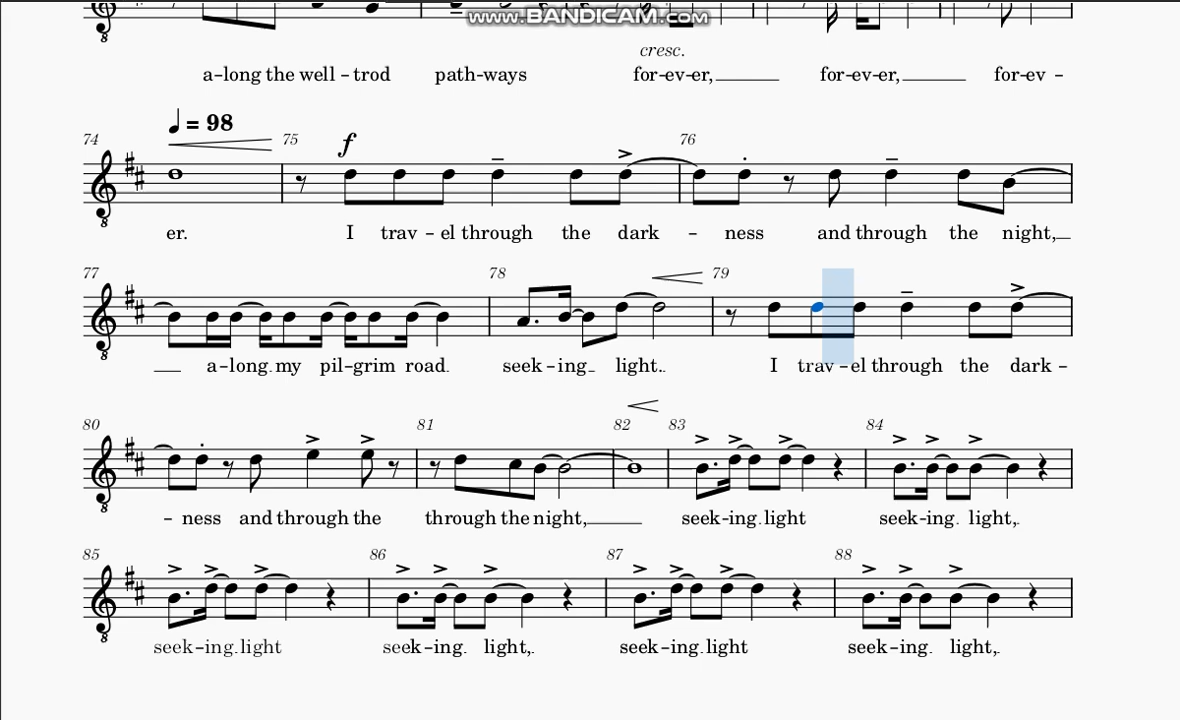 www.BANDICAM.com
cresc.
a–long the well – trod path–ways for–ev–er, for–ev–er, for–ev –
♩ = 98
74 75 f 76
er. I trav – el through the dark – ness and through the night,
77 78 79
a–long my pil–grim road. seek–ing light. I trav –el through the dark –
80 81 82 83 84
– ness and through the through the night, seek–ing light seek–ing light,
85 86 87 88
seek–ing light seek–ing light, seek–ing light seek–ing light,